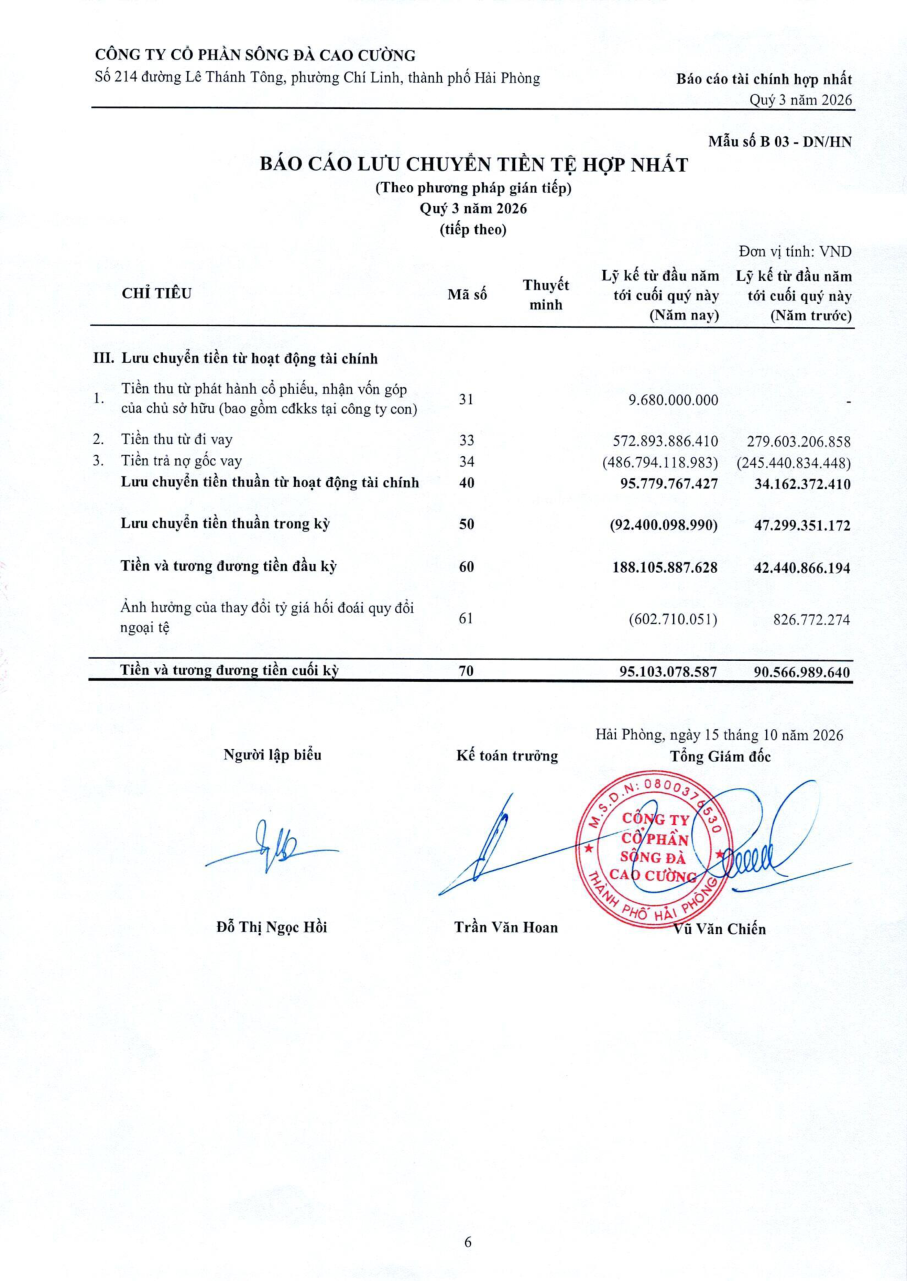 CÔNG TY CỔ PHẦN SÔNG ĐÀ CAO CƯỜNG
Số 214 đường Lê Thánh Tông, phường Chí Linh, thành phố Hải Phòng
Báo cáo tài chính hợp nhất
Quý 3 năm 2026
Mẫu số B 03 - DN/HN
BÁO CÁO LƯU CHUYỂN TIỀN TỆ HỢP NHẤT
(Theo phương pháp gián tiếp)
Quý 3 năm 2026
(tiếp theo)
Đơn vị tính: VND
CHỈ TIÊU Mã số Thuyết minh Lỹ kế từ đầu năm tới cuối quý này (Năm nay) Lỹ kế từ đầu năm tới cuối quý này (Năm trước)
III. Lưu chuyển tiền từ hoạt động tài chính
1. Tiền thu từ phát hành cổ phiếu, nhận vốn góp
của chủ sở hữu (bao gồm cđkks tại công ty con) 31 9.680.000.000 -
2. Tiền thu từ đi vay 33 572.893.886.410 279.603.206.858
3. Tiền trả nợ gốc vay 34 (486.794.118.983) (245.440.834.448)
Lưu chuyển tiền thuần từ hoạt động tài chính 40 95.779.767.427 34.162.372.410
Lưu chuyển tiền thuần trong kỳ 50 (92.400.098.990) 47.299.351.172
Tiền và tương đương tiền đầu kỳ 60 188.105.887.628 42.440.866.194
Ảnh hưởng của thay đổi tỷ giá hối đoái quy đổi
ngoại tệ 61 (602.710.051) 826.772.274
Tiền và tương đương tiền cuối kỳ 70 95.103.078.587 90.566.989.640
Hải Phòng, ngày 15 tháng 10 năm 2026
Người lập biểu Kế toán trưởng Tổng Giám đốc
M.S.D.N: 0800376530
CÔNG TY
CỔ PHẦN
SÔNG ĐÀ
CAO CƯỜNG
THÀNH PHỐ HẢI PHÒNG
Đỗ Thị Ngọc Hồi Trần Văn Hoan Vũ Văn Chiến
6